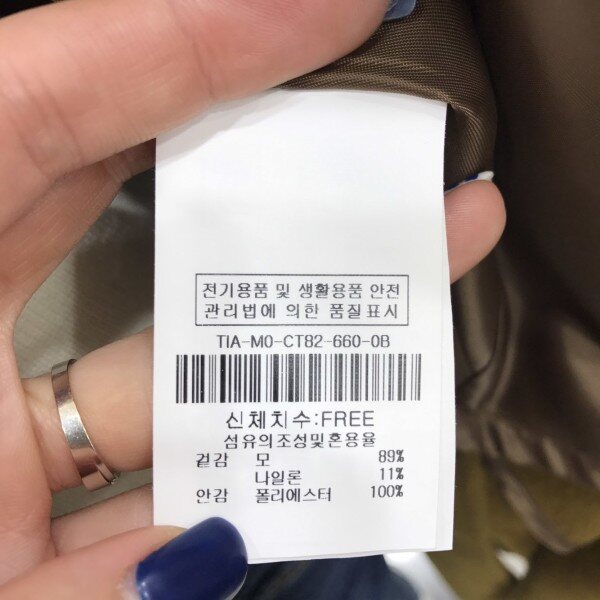 전기용품 및 생활용품 안전
관리법에 의한 품질표시
TIA-M0-CT82-660-0B
신체치수:FREE
섬유의조성및혼용율
겉감 모 89%
나일론 11%
안감 폴리에스터 100%